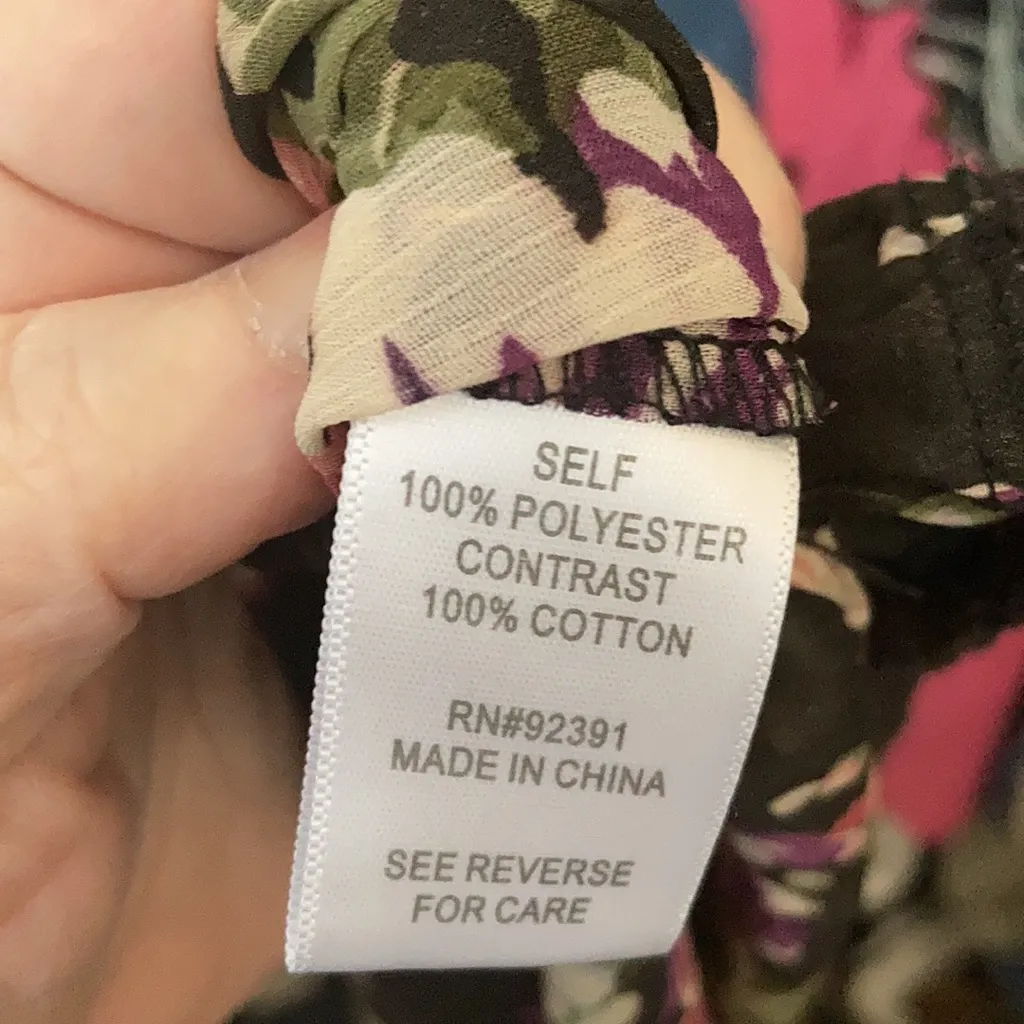 SELF
100% POLYESTER
CONTRAST
100% COTTON
RN#92391
MADE IN CHINA
SEE REVERSE
FOR CARE